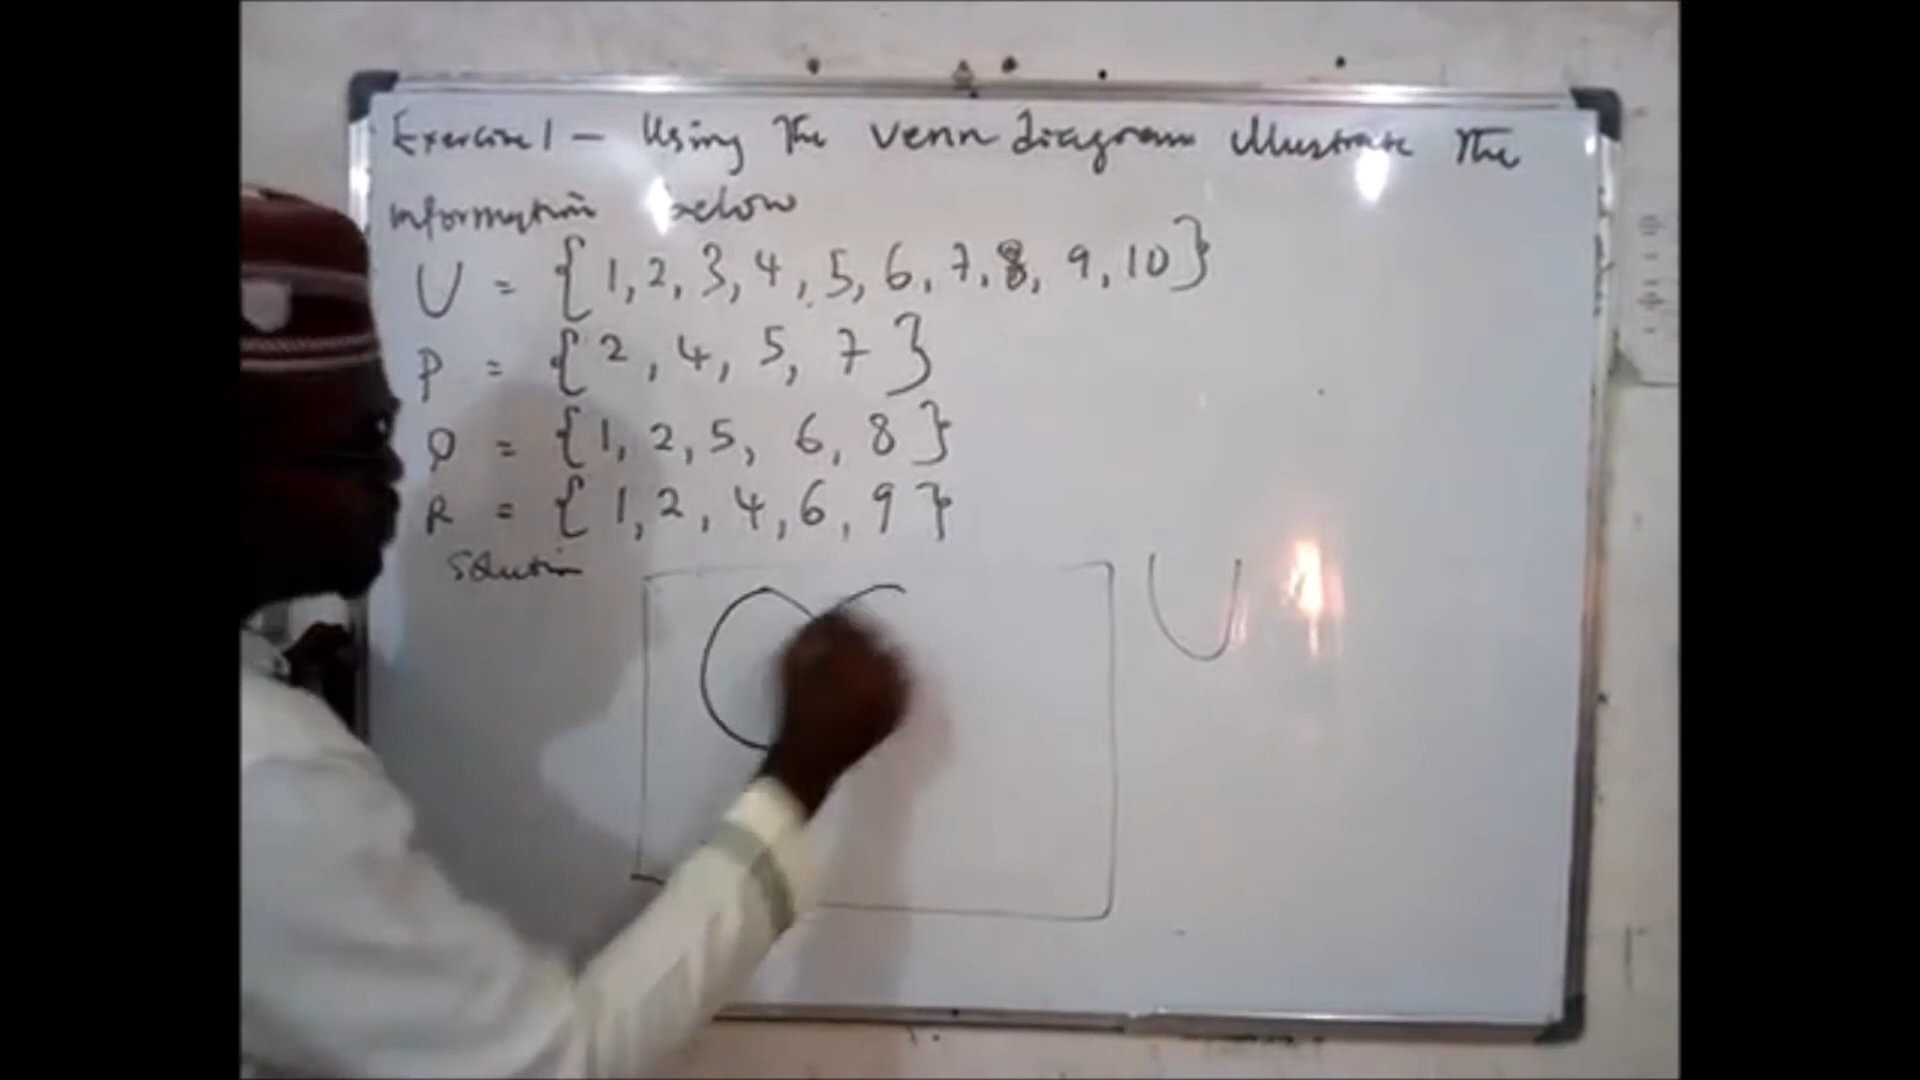 Exercise 1 — Using The Venn diagram illustrate The
information below
U = { 1, 2, 3, 4, 5, 6, 7, 8, 9, 10 }
P = { 2, 4, 5, 7 }
Q = { 1, 2, 5, 6, 8 }
R = { 1, 2, 4, 6, 9 }
Solution
U